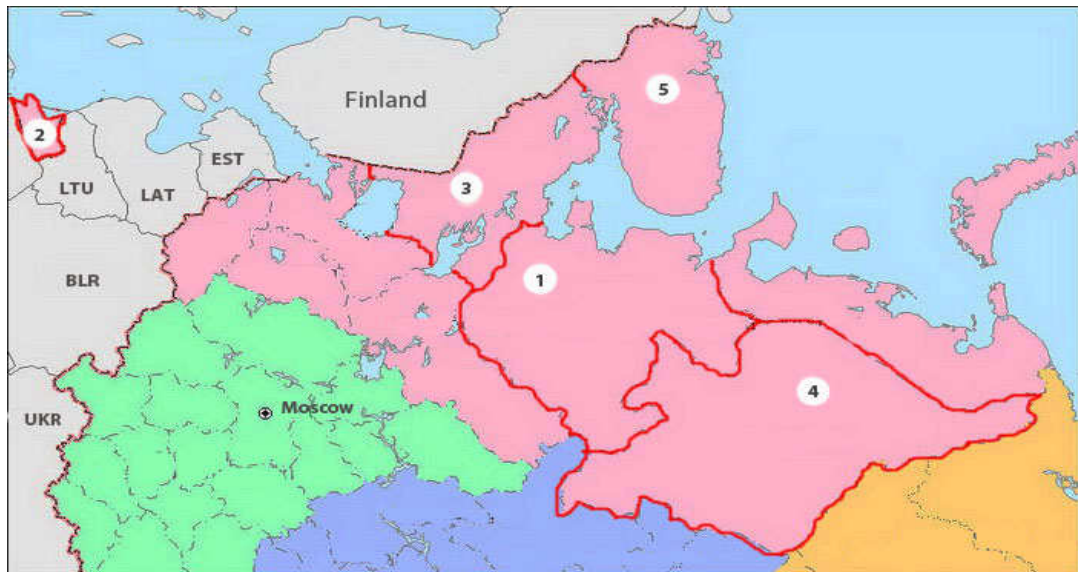 5
Finland
2
EST
3
LTU
LAT
BLR
1
4
Moscow
UKR